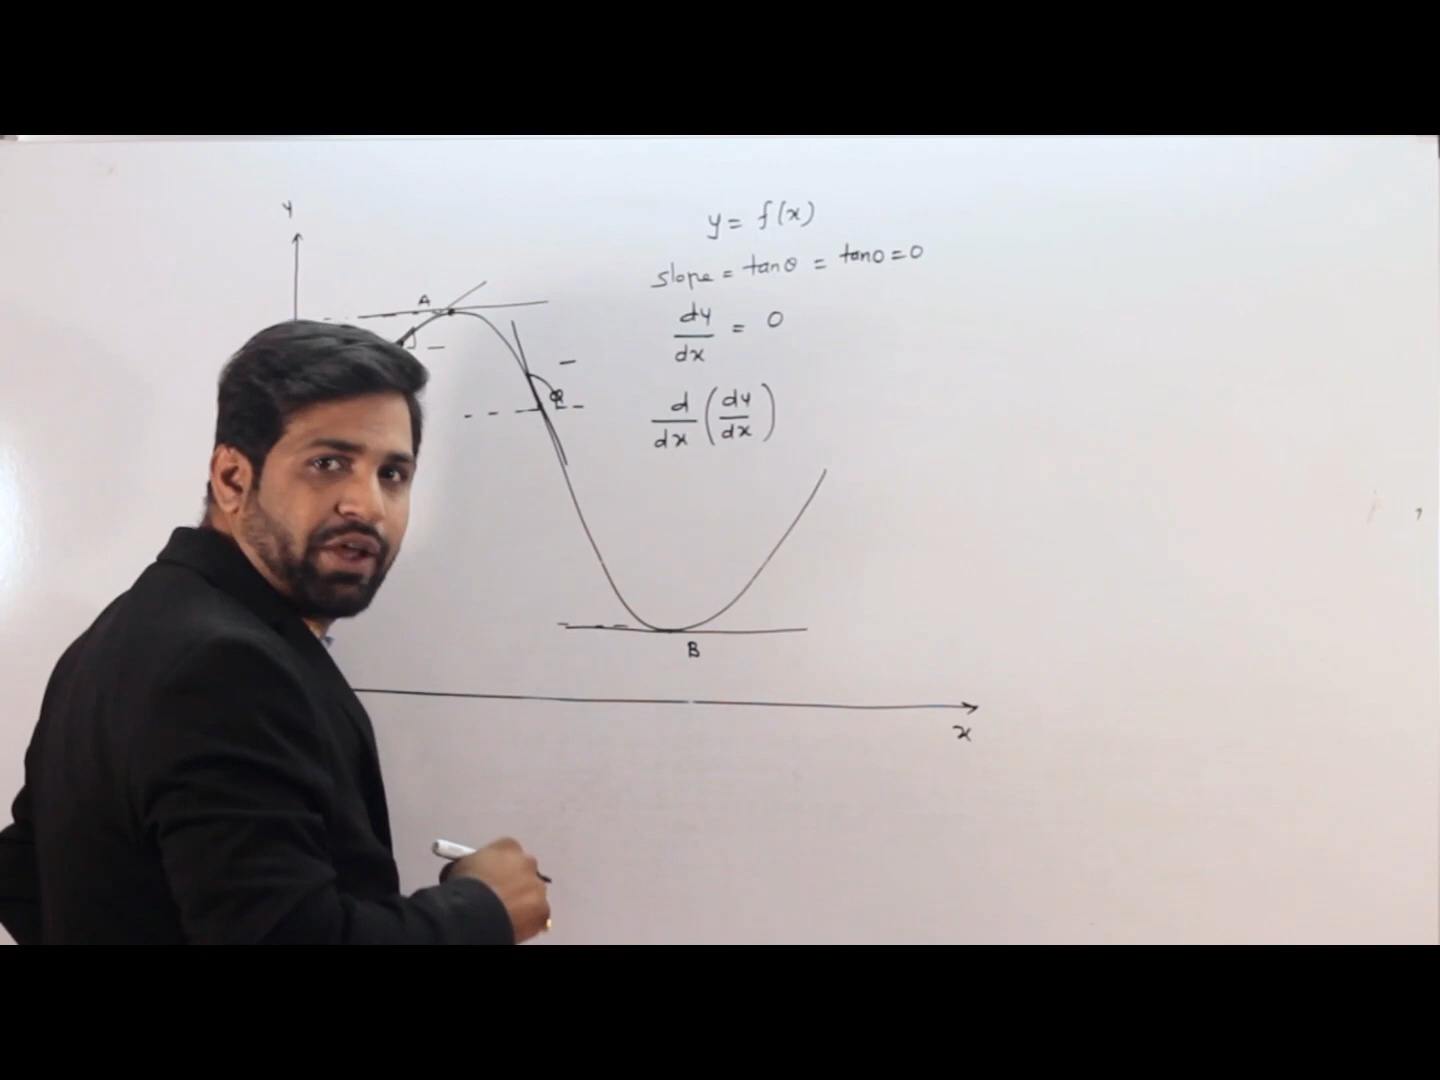 Y
y = f(x)
slope = tanθ = tan0 = 0
dy/dx = 0
d/dx (dy/dx)
A
B
x